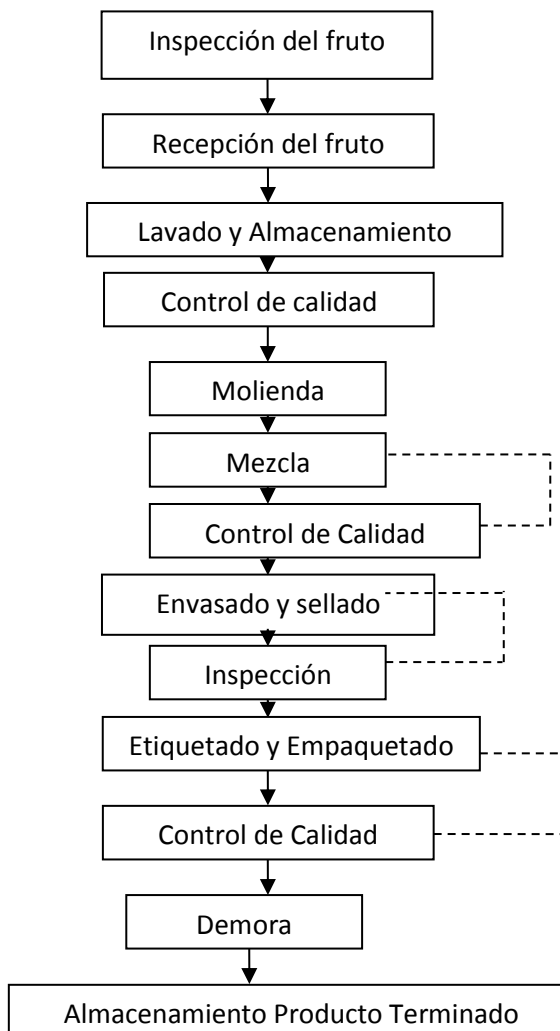 Inspección del fruto
Recepción del fruto
Lavado y Almacenamiento
Control de calidad
Molienda
Mezcla
Control de Calidad
Envasado y sellado
Inspección
Etiquetado y Empaquetado
Control de Calidad
Demora
Almacenamiento Producto Terminado